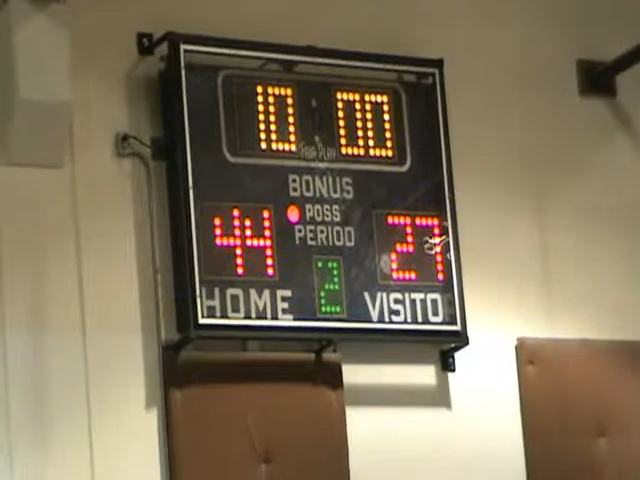 10 00
FAIR-PLAY
BONUS
POSS
PERIOD
44 2 27
HOME VISITO